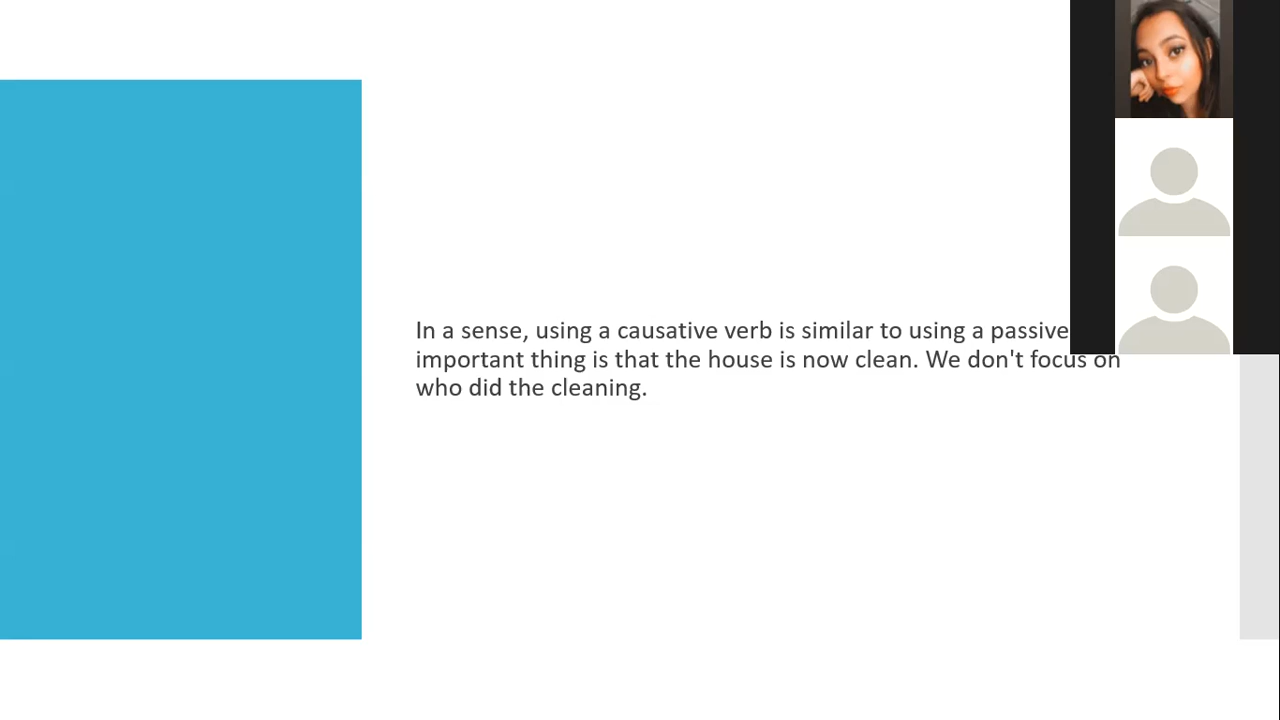 In a sense, using a causative verb is similar to using a passive
important thing is that the house is now clean. We don't focus on
who did the cleaning.